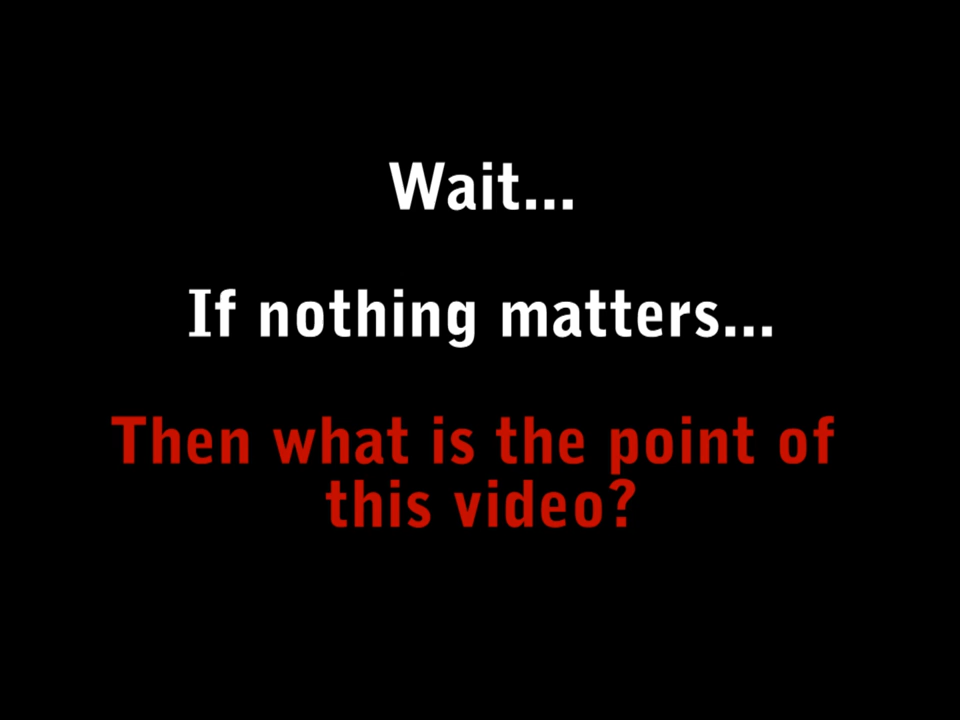 Wait...
If nothing matters...
Then what is the point of
this video?